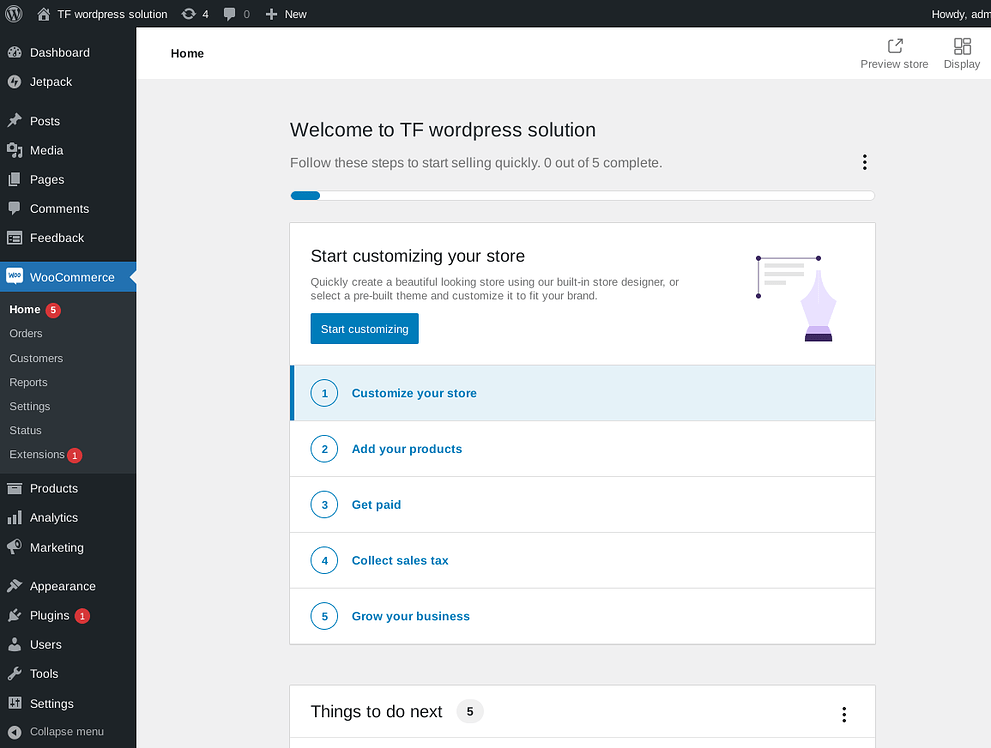 TF wordpress solution
4
0
New
Howdy, adm
Dashboard
Jetpack
Posts
Media
Pages
Comments
Feedback
WOO
WooCommerce
Home 5
Orders
Customers
Reports
Settings
Status
Extensions 1
Products
Analytics
Marketing
Appearance
Plugins 1
Users
Tools
Settings
Collapse menu
Home
Preview store
Display
Welcome to TF wordpress solution
Follow these steps to start selling quickly. 0 out of 5 complete.
Start customizing your store
Quickly create a beautiful looking store using our built-in store designer, or
select a pre-built theme and customize it to fit your brand.
Start customizing
1 Customize your store
2 Add your products
3 Get paid
4 Collect sales tax
5 Grow your business
Things to do next 5